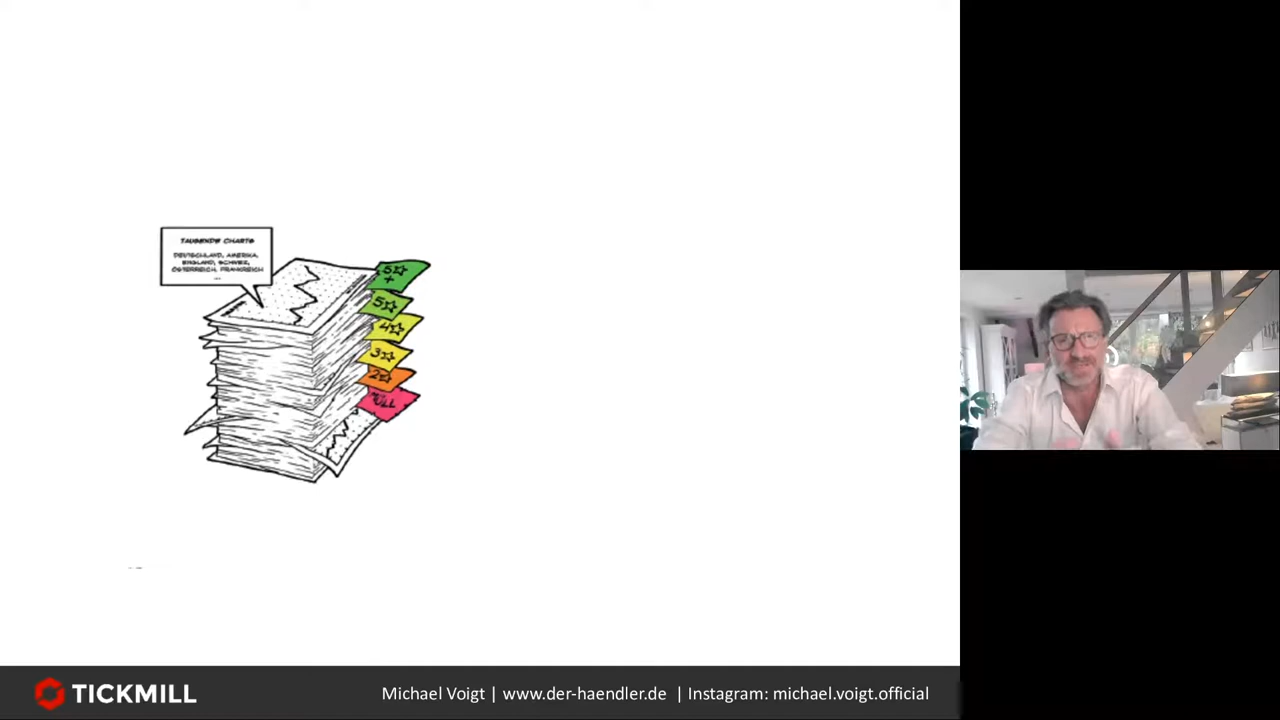 TAUSENDE CHARTS
DEUTSCHLAND, AMERIKA,
ENGLAND, SCHWEIZ,
ÖSTERREICH, FRANKREICH
...
5☆
+
5☆
4☆
3☆
2☆
MÜLL
TICKMILL
Michael Voigt | www.der-haendler.de | Instagram: michael.voigt.official